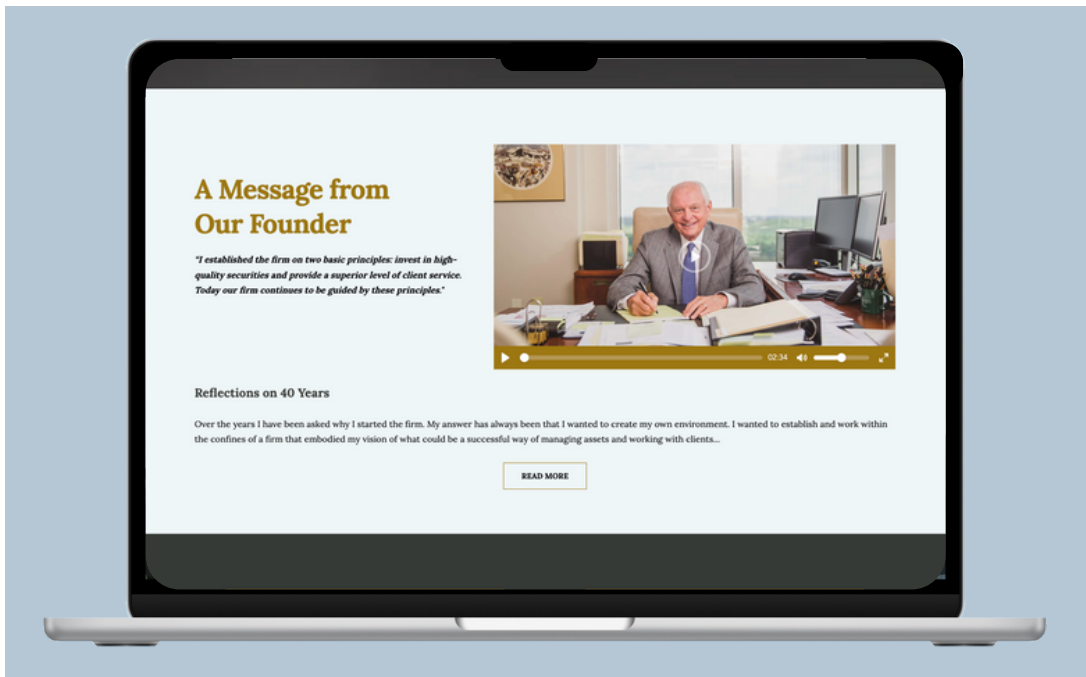 A Message from
Our Founder
"I established the firm on two basic principles: invest in high-
quality securities and provide a superior level of client service.
Today our firm continues to be guided by these principles."
02:34
Reflections on 40 Years
Over the years I have been asked why I started the firm. My answer has always been that I wanted to create my own environment. I wanted to establish and work within
the confines of a firm that embodied my vision of what could be a successful way of managing assets and working with clients...
READ MORE